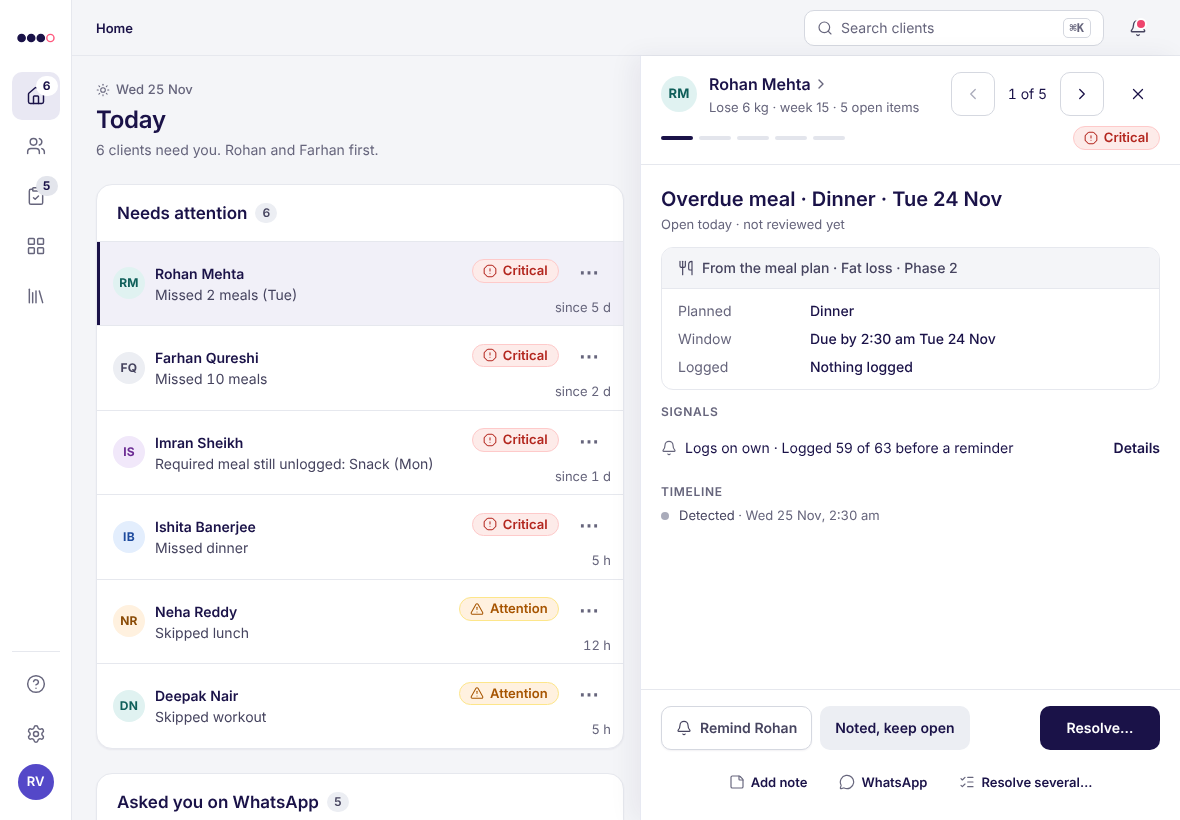 Home
Search clients
⌘K
6
5
Wed 25 Nov
Today
6 clients need you. Rohan and Farhan first.
Needs attention 6
RM
Rohan Mehta
Missed 2 meals (Tue)
Critical
since 5 d
FQ
Farhan Qureshi
Missed 10 meals
Critical
since 2 d
IS
Imran Sheikh
Required meal still unlogged: Snack (Mon)
Critical
since 1 d
IB
Ishita Banerjee
Missed dinner
Critical
5 h
NR
Neha Reddy
Skipped lunch
Attention
12 h
DN
Deepak Nair
Skipped workout
Attention
5 h
Asked you on WhatsApp 5
RV
RM
Rohan Mehta
Lose 6 kg · week 15 · 5 open items
1 of 5
Critical
Overdue meal · Dinner · Tue 24 Nov
Open today · not reviewed yet
From the meal plan · Fat loss · Phase 2
Planned Dinner
Window Due by 2:30 am Tue 24 Nov
Logged Nothing logged
SIGNALS
Logs on own · Logged 59 of 63 before a reminder Details
TIMELINE
Detected · Wed 25 Nov, 2:30 am
Remind Rohan
Noted, keep open
Resolve...
Add note
WhatsApp
Resolve several...